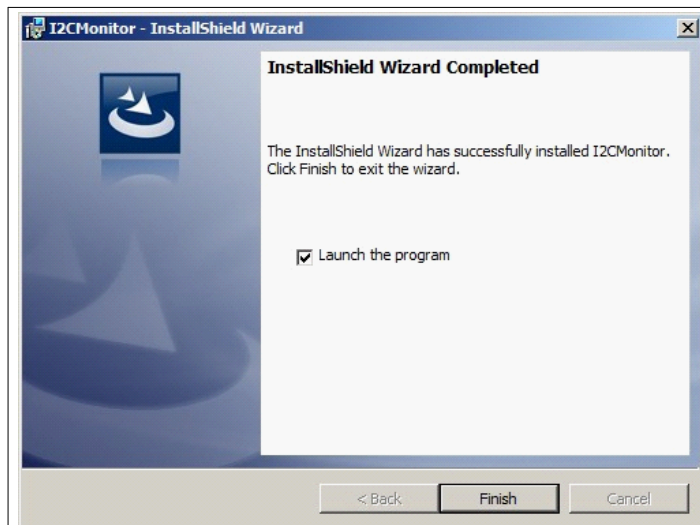 I2CMonitor - InstallShield Wizard
InstallShield Wizard Completed
The InstallShield Wizard has successfully installed I2CMonitor.
Click Finish to exit the wizard.
Launch the program
< Back
Finish
Cancel